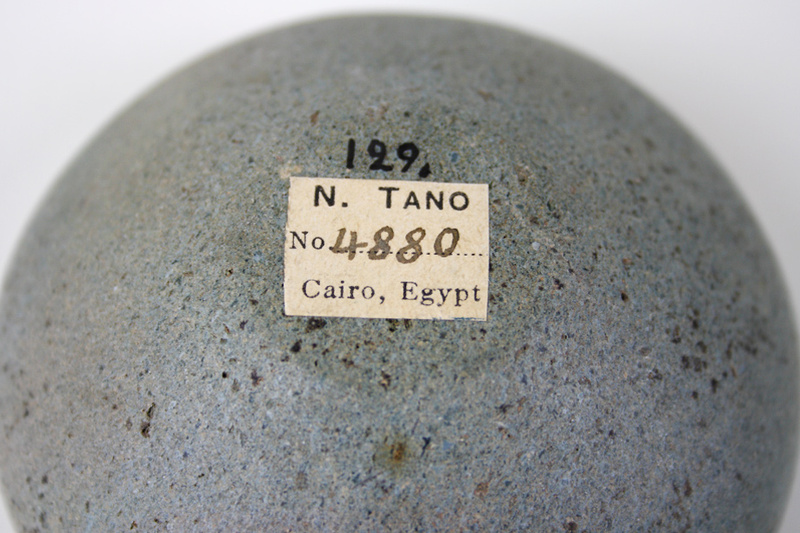 129.
N. TANO
No 4880
Cairo, Egypt